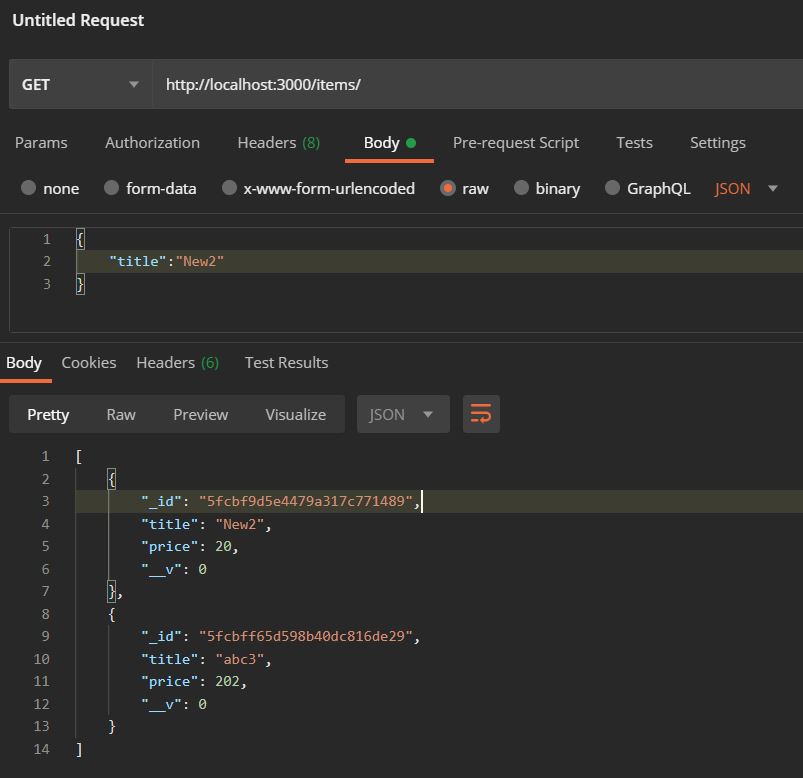 Untitled Request
GET http://localhost:3000/items/
Params Authorization Headers (8) Body Pre-request Script Tests Settings
none form-data x-www-form-urlencoded raw binary GraphQL JSON
1 {
2 "title":"New2"
3 }
Body Cookies Headers (6) Test Results
Pretty Raw Preview Visualize JSON
1 [
2 {
3 "_id": "5fcbf9d5e4479a317c771489",
4 "title": "New2",
5 "price": 20,
6 "__v": 0
7 },
8 {
9 "_id": "5fcbff65d598b40dc816de29",
10 "title": "abc3",
11 "price": 202,
12 "__v": 0
13 }
14 ]